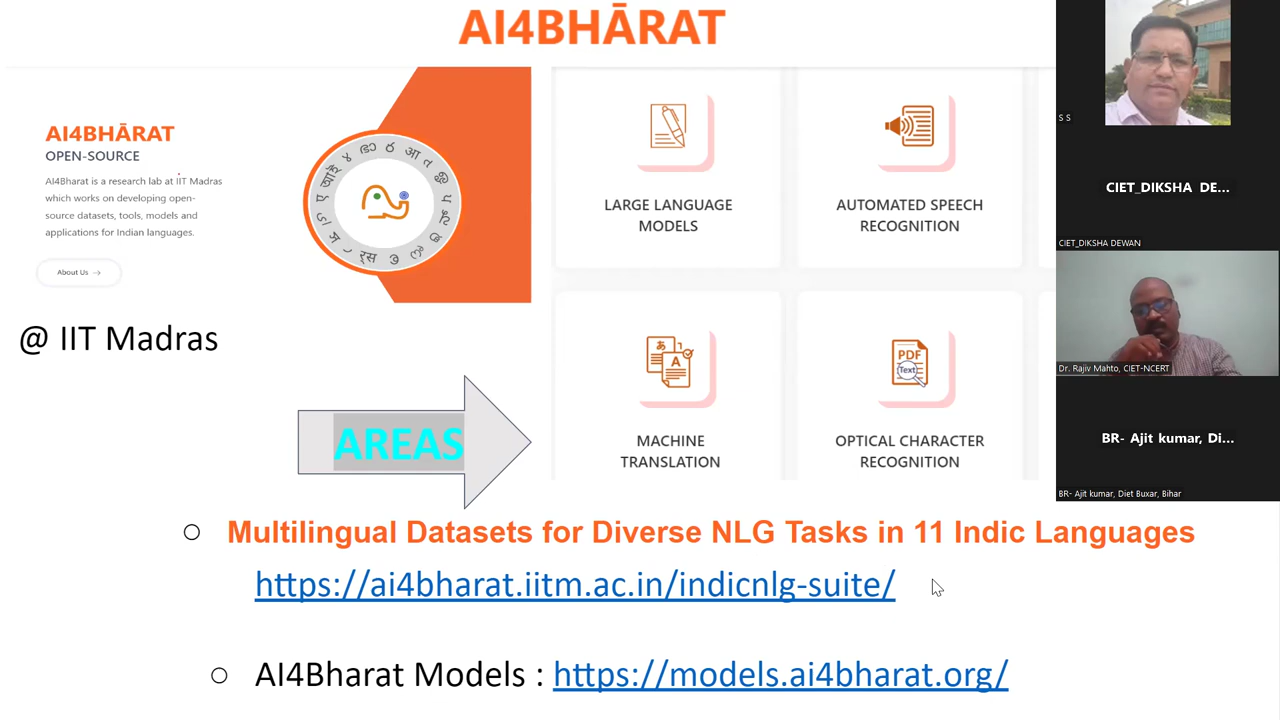 AI4BHĀRAT
AI4BHĀRAT
OPEN-SOURCE
AI4Bharat is a research lab at IIT Madras
which works on developing open-
source datasets, tools, models and
applications for Indian languages.
About Us →
@ IIT Madras
AREAS
LARGE LANGUAGE
MODELS
AUTOMATED SPEECH
RECOGNITION
अ
A
MACHINE
TRANSLATION
PDF
Text
OPTICAL CHARACTER
RECOGNITION
○ Multilingual Datasets for Diverse NLG Tasks in 11 Indic Languages
https://ai4bharat.iitm.ac.in/indicnlg-suite/
○ AI4Bharat Models : https://models.ai4bharat.org/
S S
CIET_DIKSHA DE...
CIET_DIKSHA DEWAN
Dr. Rajiv Mahto, CIET-NCERT
BR- Ajit kumar, Di...
BR- Ajit kumar, Diet Buxar, Bihar